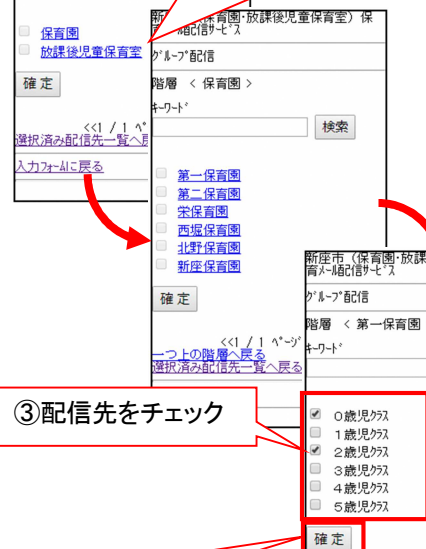 保育園
放課後児童保育室
確定
<<1 / 1 ペ
選択済み配信先一覧へ戻
入力フォームに戻る
新座市(保育園・放課後児童保育室)保
育メール配信サービス
グループ配信
階層 < 保育園 >
キーワード
検索
第一保育園
第二保育園
栄保育園
西堀保育園
北野保育園
新座保育園
確定
<<1 / 1 ページ
一つ上の階層へ戻る
選択済み配信先一覧へ戻る
新座市(保育園・放課
育メール配信サービス
グループ配信
階層 < 第一保育園
キーワード
③配信先をチェック
0歳児クラス
1歳児クラス
2歳児クラス
3歳児クラス
4歳児クラス
5歳児クラス
確定